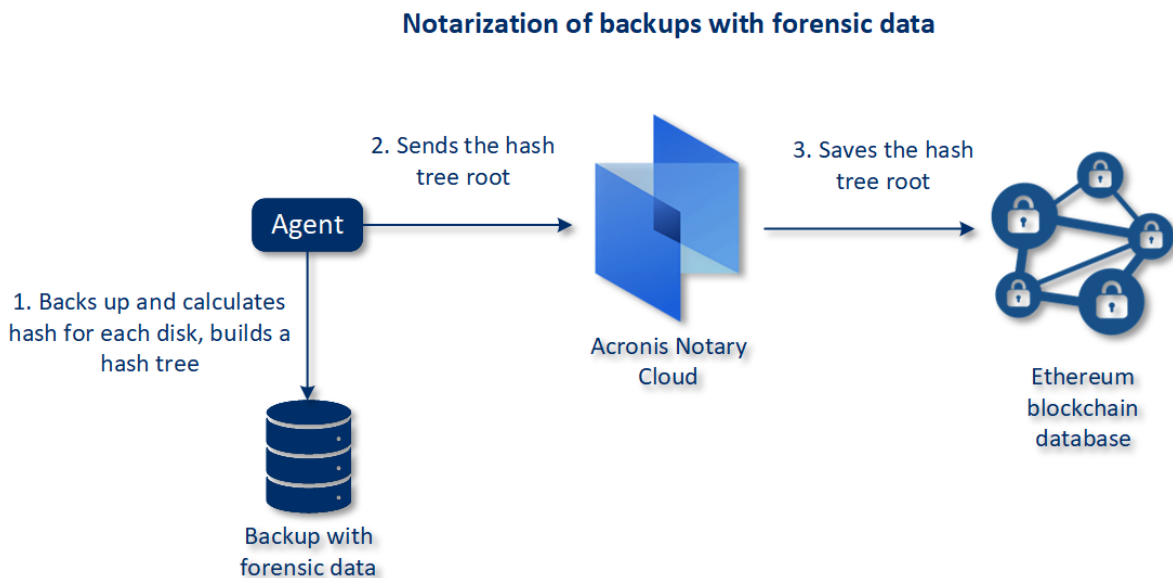 Notarization of backups with forensic data
2. Sends the hash
tree root
3. Saves the hash
tree root
Agent
1. Backs up and calculates
hash for each disk, builds a
hash tree
Acronis Notary
Cloud
Ethereum
blockchain
database
Backup with
forensic data